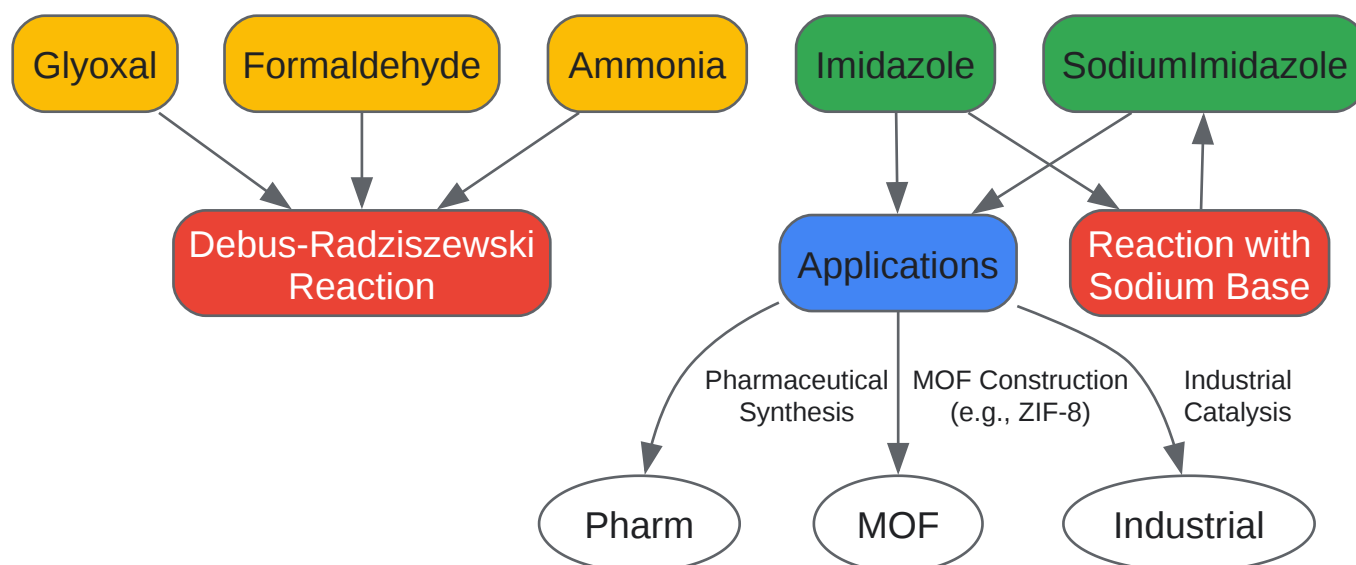 Glyoxal
Formaldehyde
Ammonia
Imidazole
SodiumImidazole
Debus-Radziszewski
Reaction
Applications
Reaction with
Sodium Base
Pharmaceutical
Synthesis
MOF Construction
(e.g., ZIF-8)
Industrial
Catalysis
Pharm
MOF
Industrial